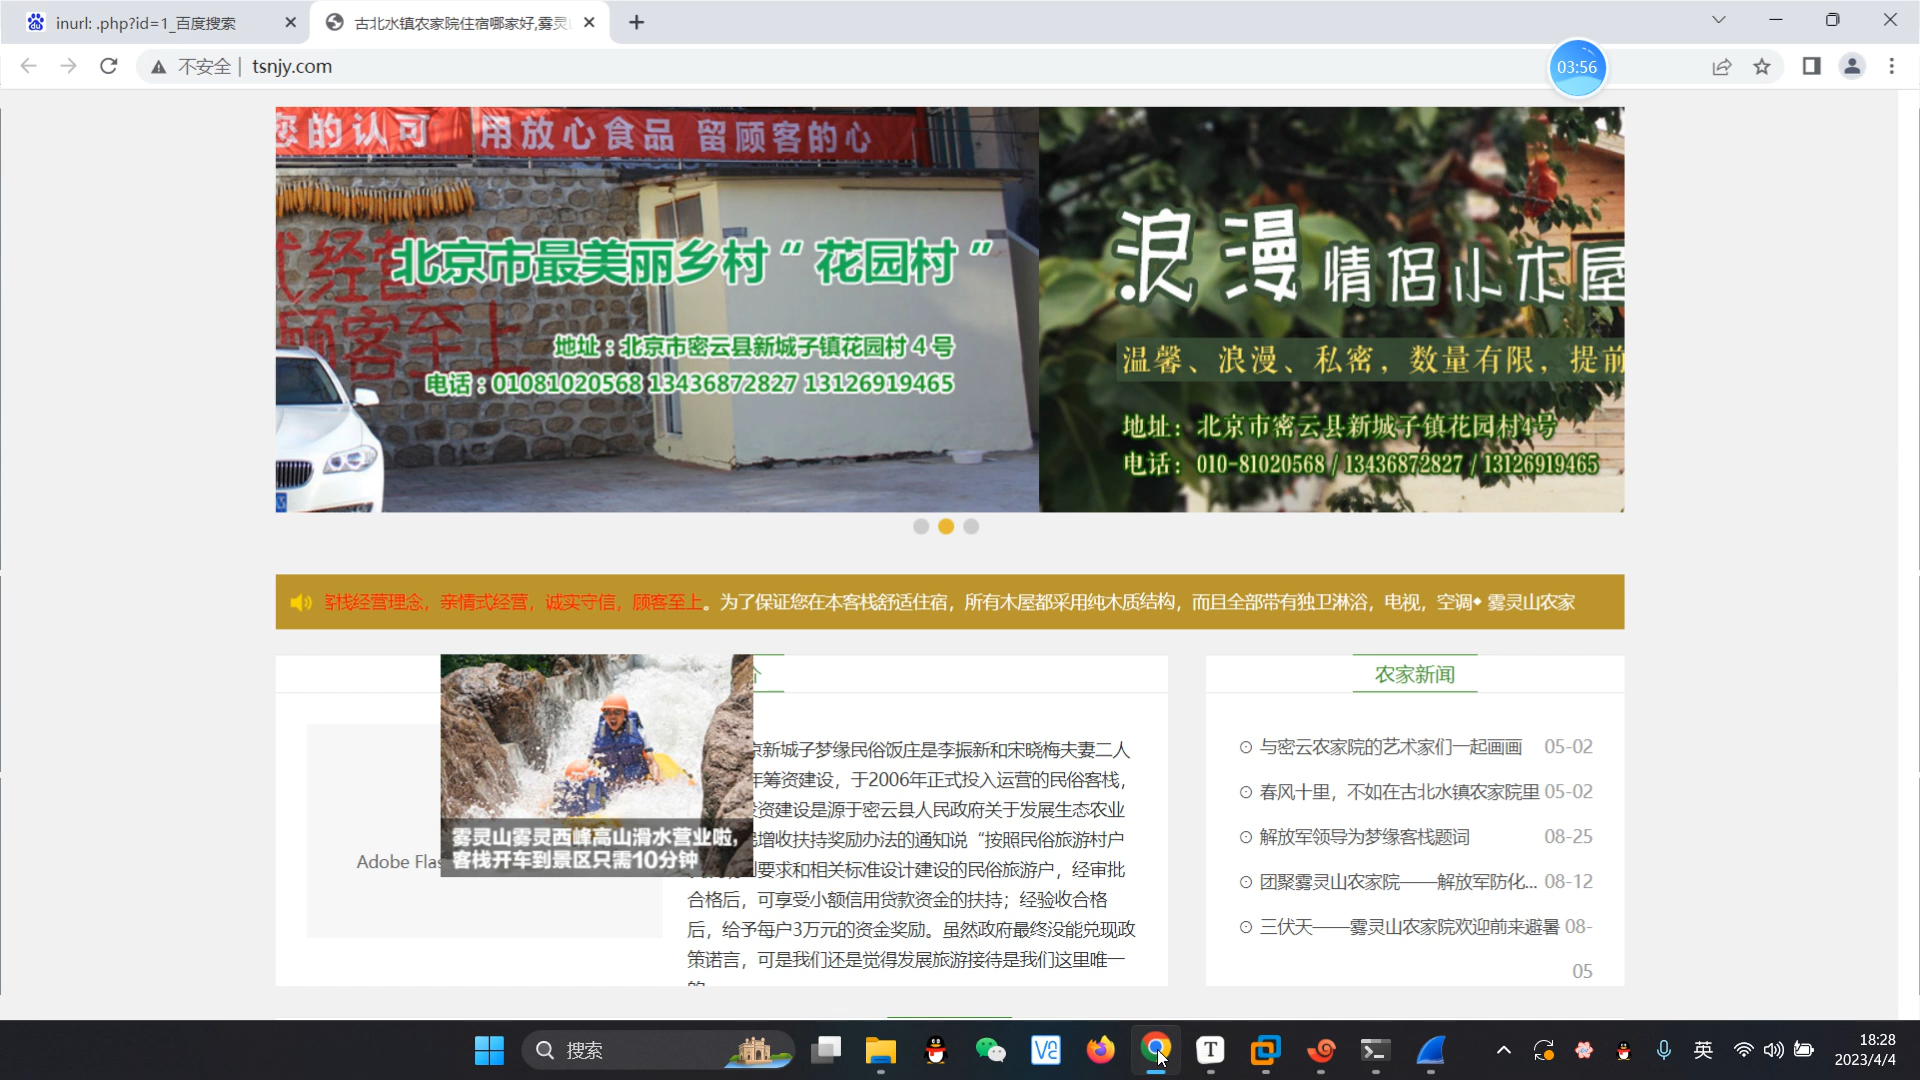 inurl: .php?id=1_百度搜索
古北水镇农家院住宿哪家好,雾灵
不安全
tsnjy.com
03:56
您的认可 用放心食品 留顾客的心
北京市最美丽乡村“花园村”
式经营
顾客至上
地址：北京市密云县新城子镇花园村4号
电话：01081020568 13436872827 13126919465
浪漫情侣小木屋
温馨、浪漫、私密，数量有限，提前
地址：北京市密云县新城子镇花园村4号
电话：010-81020568 / 13436872827 / 13126919465
客栈经营理念，亲情式经营，诚实守信，顾客至上。为了保证您在本客栈舒适住宿，所有木屋都采用纯木质结构，而且全部带有独卫淋浴，电视，空调◆ 雾灵山农家
介
Adobe Flas
雾灵山雾灵西峰高山滑水营业啦，
客栈开车到景区只需10分钟
京新城子梦缘民俗饭庄是李振新和宋晓梅夫妻二人
年筹资建设，于2006年正式投入运营的民俗客栈，
投资建设是源于密云县人民政府关于发展生态农业
增收扶持奖励办法的通知说“按照民俗旅游村户
要求和相关标准设计建设的民俗旅游户，经审批
合格后，可享受小额信用贷款资金的扶持；经验收合格
后，给予每户3万元的资金奖励。虽然政府最终没能兑现政
策诺言，可是我们还是觉得发展旅游接待是我们这里唯一
的
农家新闻
与密云农家院的艺术家们一起画画 05-02
春风十里，不如在古北水镇农家院里 05-02
解放军领导为梦缘客栈题词 08-25
团聚雾灵山农家院——解放军防化... 08-12
三伏天——雾灵山农家院欢迎前来避暑 08-
05
搜索
英
18:28
2023/4/4